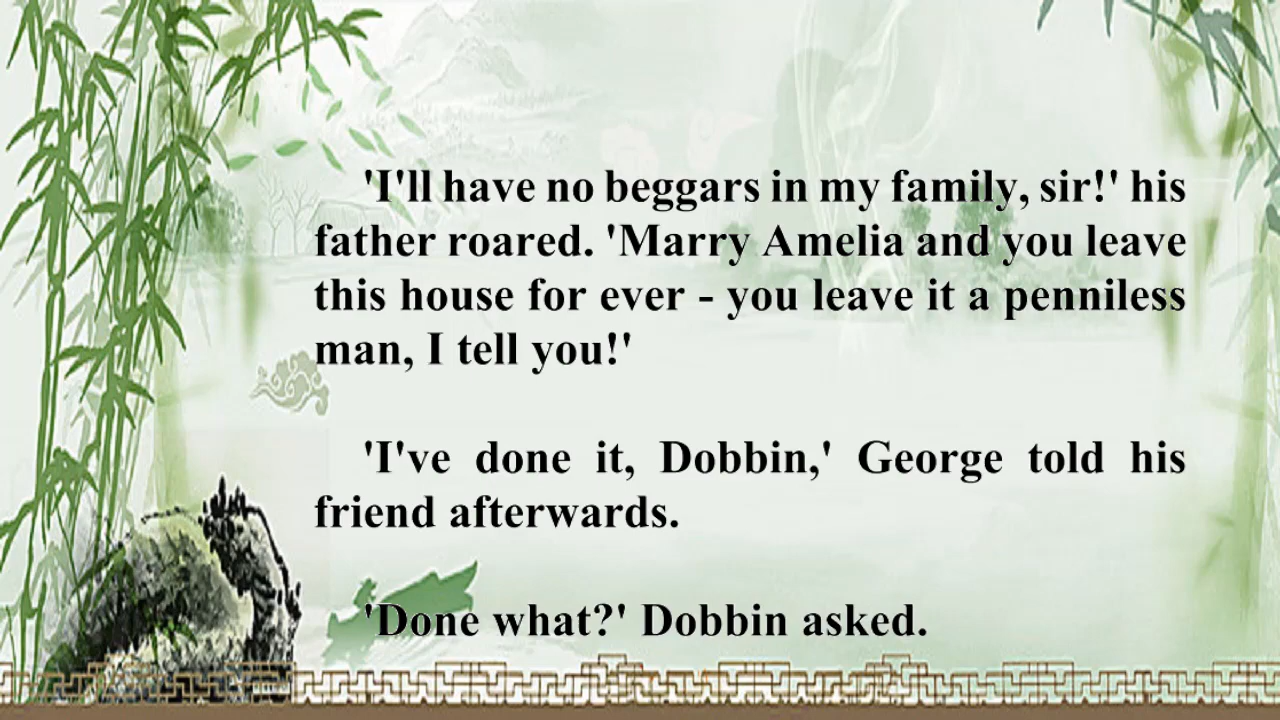 'I'll have no beggars in my family, sir!' his
father roared. 'Marry Amelia and you leave
this house for ever - you leave it a penniless
man, I tell you!'
'I've done it, Dobbin,' George told his
friend afterwards.
'Done what?' Dobbin asked.